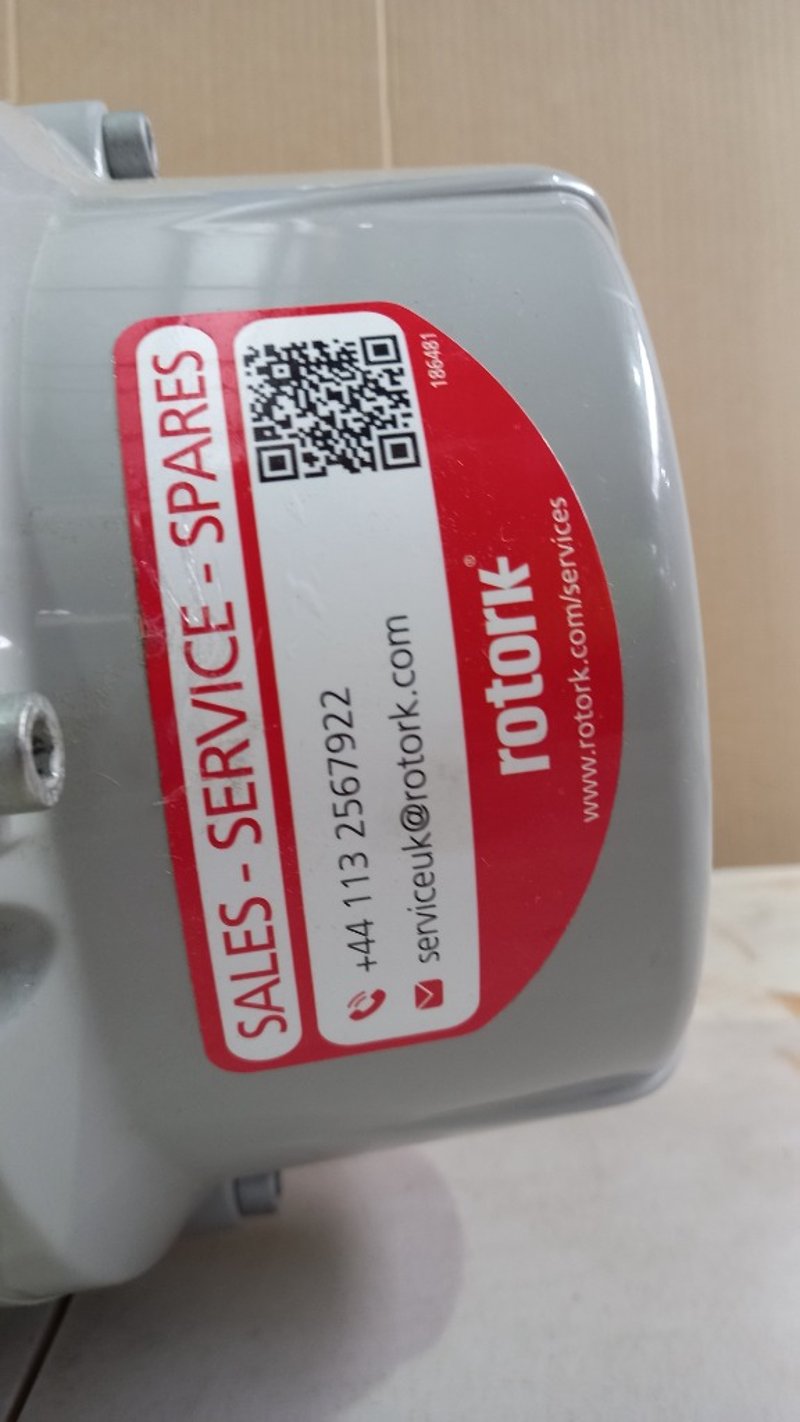 SALES - SERVICE - SPARES
+44 113 2567922
serviceuk@rotork.com
186481
rotork®
www.rotork.com/services